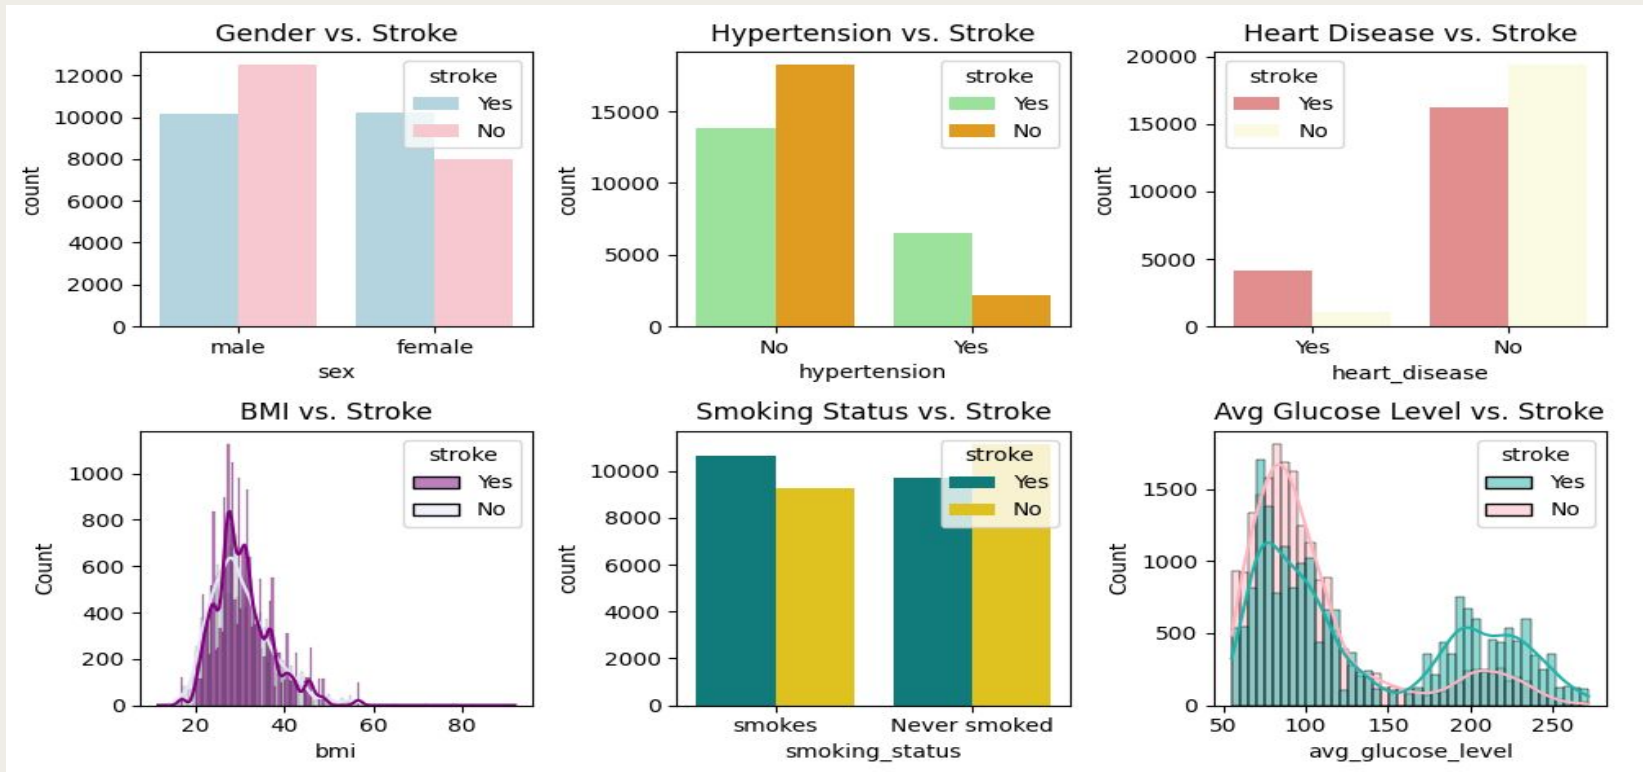 Gender vs. Stroke
12000
10000
8000
6000
4000
2000
0
count
stroke
Yes
No
male female
sex
Hypertension vs. Stroke
15000
10000
5000
0
count
stroke
Yes
No
No Yes
hypertension
Heart Disease vs. Stroke
20000
15000
10000
5000
0
count
stroke
Yes
No
Yes No
heart_disease
BMI vs. Stroke
1000
800
600
400
200
0
Count
stroke
Yes
No
20 40 60 80
bmi
Smoking Status vs. Stroke
10000
8000
6000
4000
2000
0
count
stroke
Yes
No
smokes Never smoked
smoking_status
Avg Glucose Level vs. Stroke
1500
1000
500
0
Count
stroke
Yes
No
50 100 150 200 250
avg_glucose_level